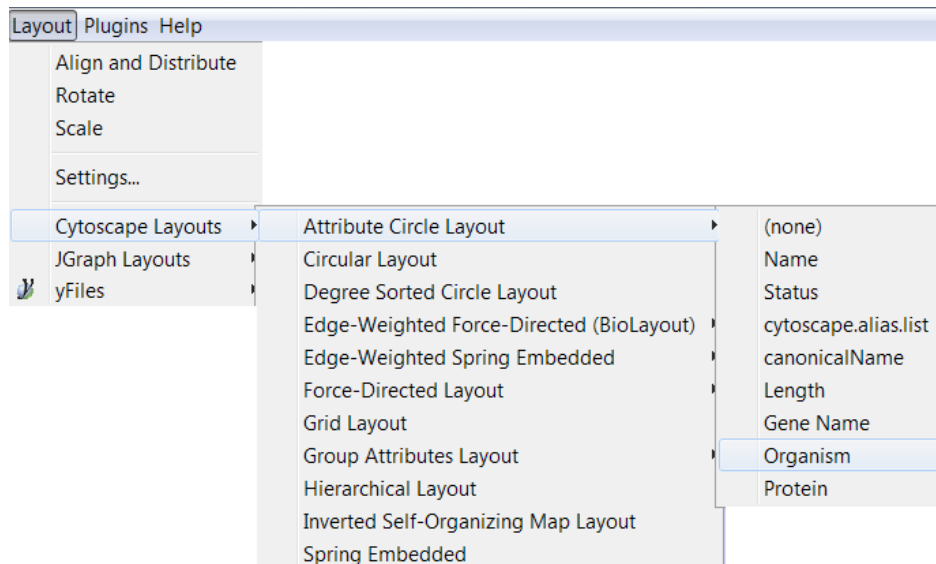 Layout Plugins Help
Align and Distribute
Rotate
Scale
Settings...
Cytoscape Layouts
JGraph Layouts
yFiles
Attribute Circle Layout
Circular Layout
Degree Sorted Circle Layout
Edge-Weighted Force-Directed (BioLayout)
Edge-Weighted Spring Embedded
Force-Directed Layout
Grid Layout
Group Attributes Layout
Hierarchical Layout
Inverted Self-Organizing Map Layout
Spring Embedded
(none)
Name
Status
cytoscape.alias.list
canonicalName
Length
Gene Name
Organism
Protein